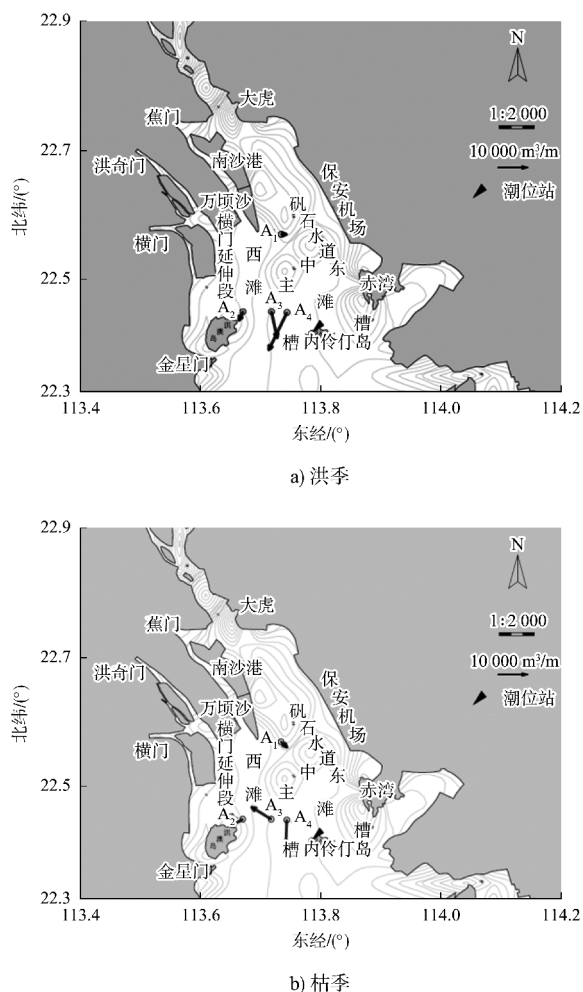 22.9
22.7
22.5
22.3
北纬/(°)
113.4
113.6
113.8
114.0
114.2
东经/(°)
N
1:2 000
10 000 m³/m
潮位站
大虎
蕉门
南沙港
洪奇门
万顷沙
横门
横门延伸段
保安机场
矾石水道
A₁
西滩
中滩
东槽
主槽
赤湾
A₂
A₃
A₄
内伶仃岛
淇澳岛
金星门
a) 洪季
22.9
22.7
22.5
22.3
北纬/(°)
113.4
113.6
113.8
114.0
114.2
东经/(°)
N
1:2 000
10 000 m³/m
潮位站
大虎
蕉门
南沙港
洪奇门
万顷沙
横门
横门延伸段
保安机场
矾石水道
A₁
西滩
中滩
东槽
主槽
赤湾
A₂
A₃
A₄
内伶仃岛
淇澳岛
金星门
b) 枯季